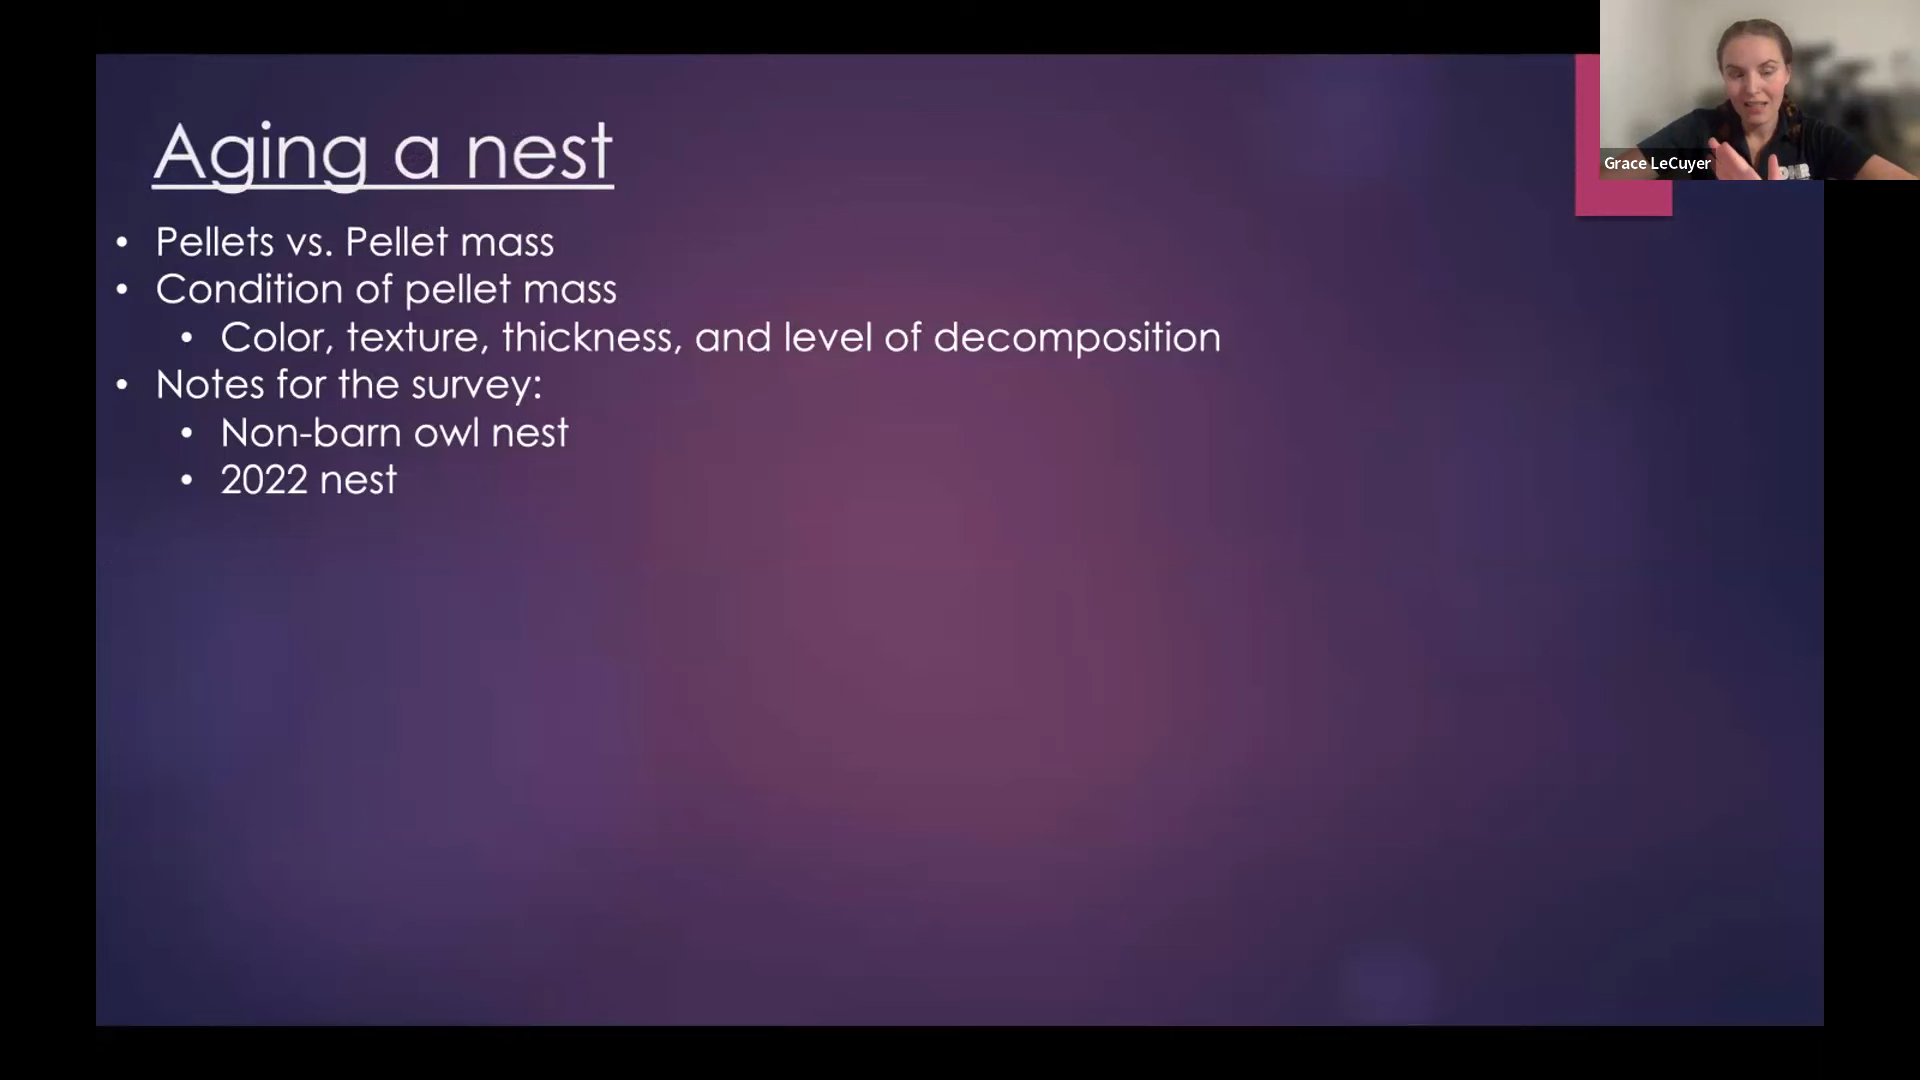 Aging a nest
• Pellets vs. Pellet mass
• Condition of pellet mass
• Color, texture, thickness, and level of decomposition
• Notes for the survey:
• Non-barn owl nest
• 2022 nest
Grace LeCuyer